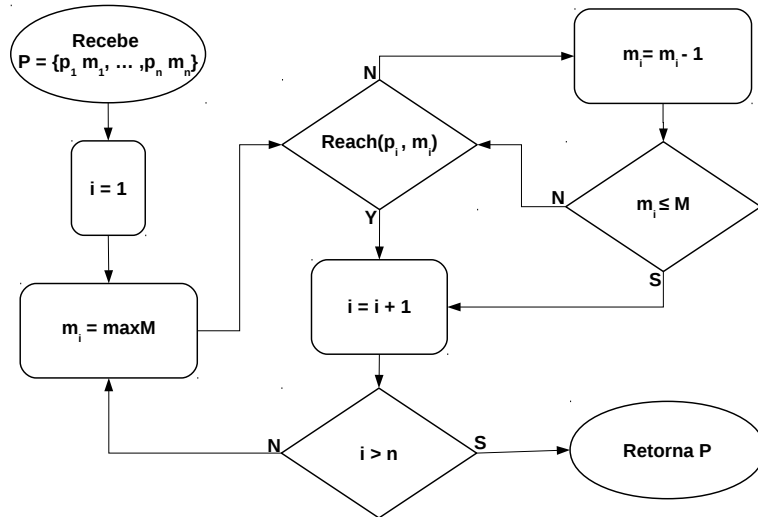 Recebe
P = {p₁ m₁, … ,pₙ mₙ}
i = 1
mᵢ = maxM
N
Reach(pᵢ , mᵢ)
Y
mᵢ= mᵢ - 1
N
mᵢ ≤ M
S
i = i + 1
N
i > n
S
Retorna P